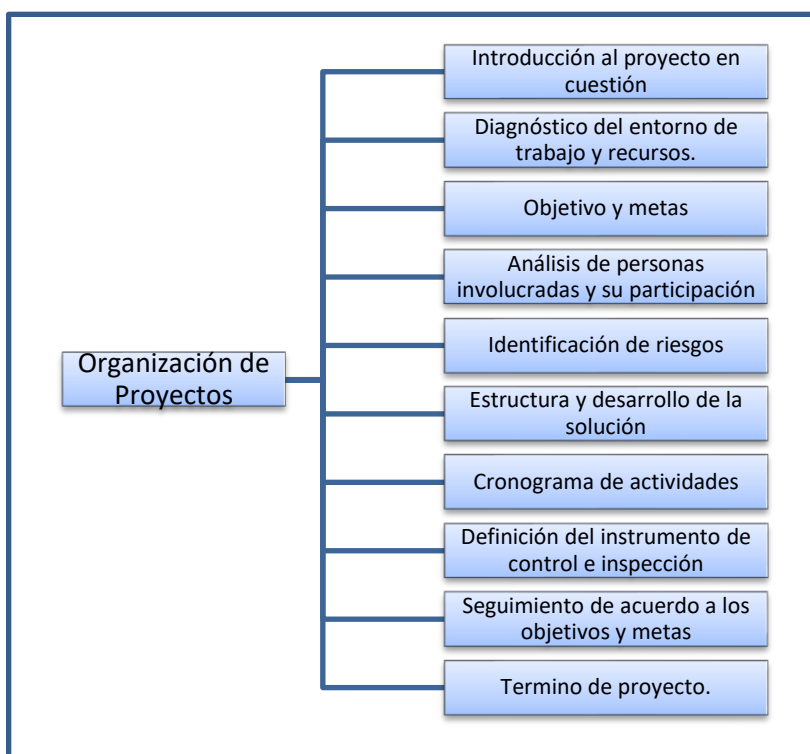 Introducción al proyecto en
cuestión
Diagnóstico del entorno de
trabajo y recursos.
Objetivo y metas
Análisis de personas
involucradas y su participación
Organización de
Proyectos
Identificación de riesgos
Estructura y desarrollo de la
solución
Cronograma de actividades
Definición del instrumento de
control e inspección
Seguimiento de acuerdo a los
objetivos y metas
Termino de proyecto.